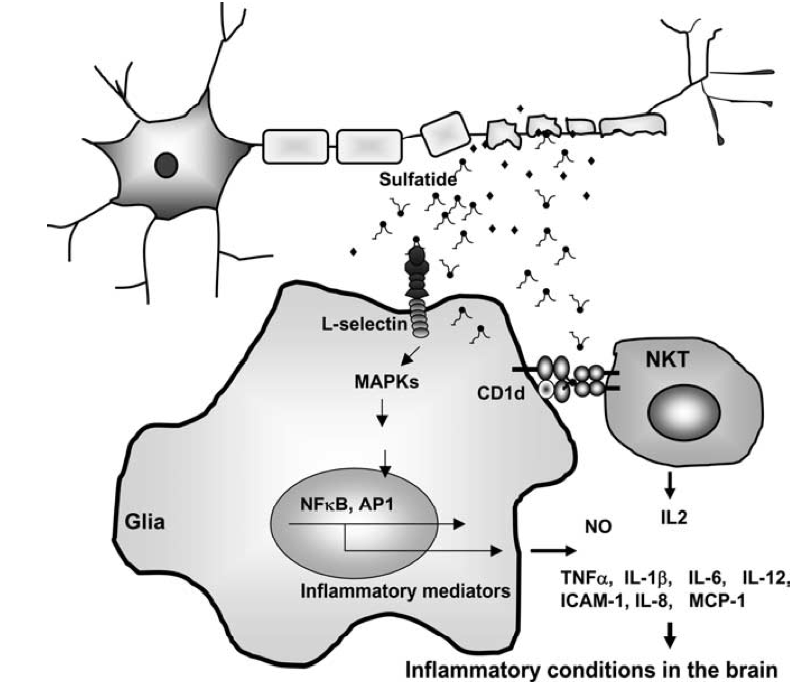 Sulfatide
L-selectin
MAPKs
CD1d
NKT
NFκB, AP1
Glia
IL2
NO
Inflammatory mediators
TNFα, IL-1β, IL-6, IL-12,
ICAM-1, IL-8, MCP-1
Inflammatory conditions in the brain